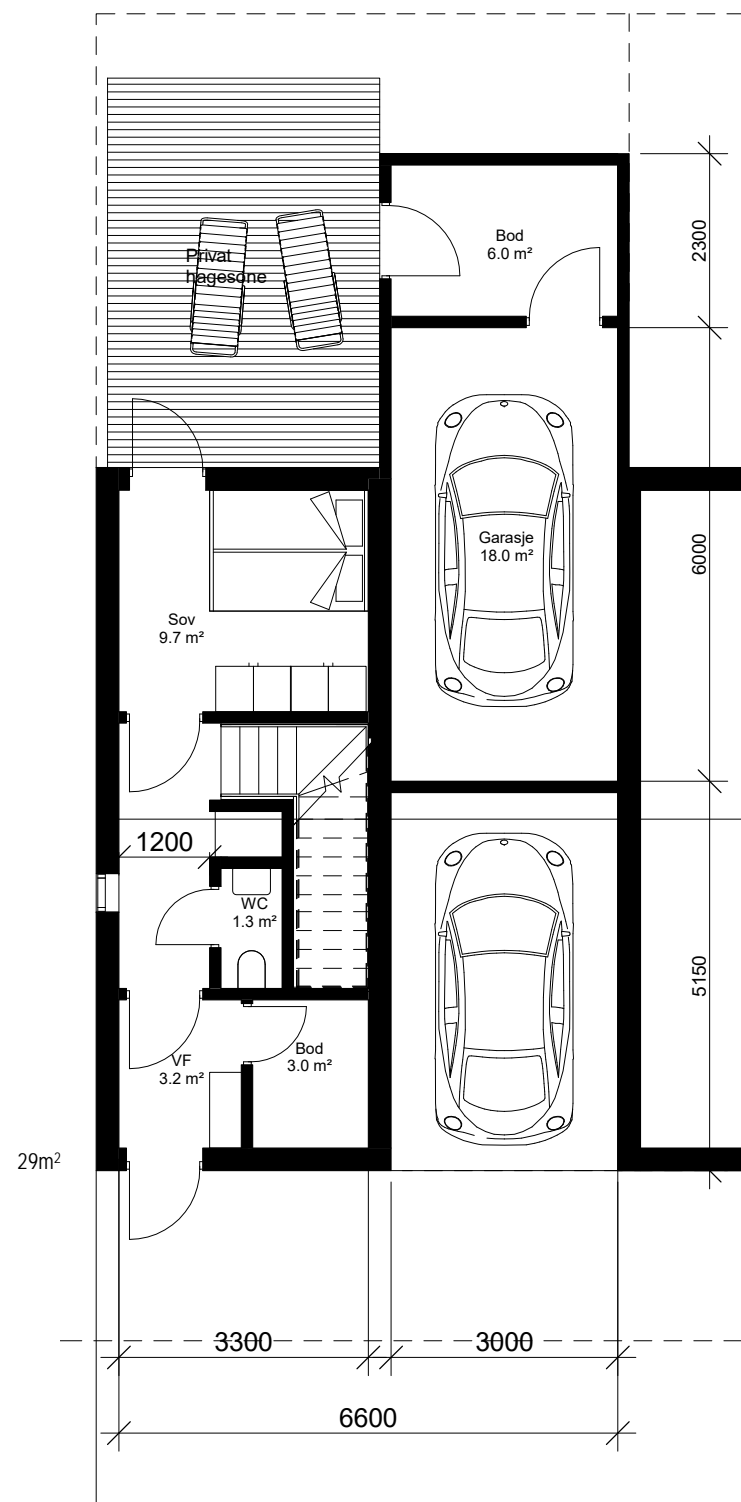 Privat
hagesone
Bod
6.0 m²
2300
Garasje
18.0 m²
6000
Sov
9.7 m²
1200
WC
1.3 m²
5150
VF
3.2 m²
Bod
3.0 m²
29m²
3300
3000
6600